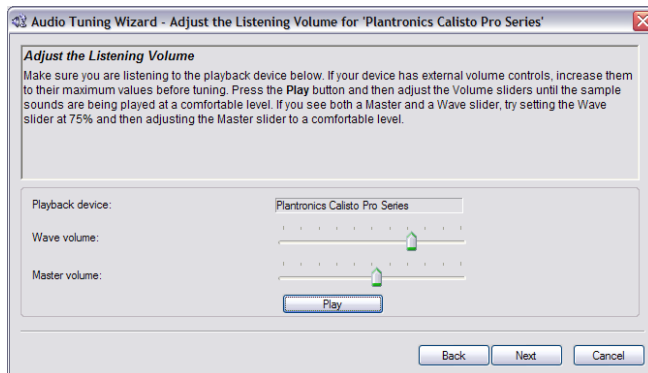 Audio Tuning Wizard - Adjust the Listening Volume for 'Plantronics Calisto Pro Series'
Adjust the Listening Volume
Make sure you are listening to the playback device below. If your device has external volume controls, increase them
to their maximum values before tuning. Press the Play button and then adjust the Volume sliders until the sample
sounds are being played at a comfortable level. If you see both a Master and a Wave slider, try setting the Wave
slider at 75% and then adjusting the Master slider to a comfortable level.
Playback device:
Plantronics Calisto Pro Series
Wave volume:
Master volume:
Play
Back
Next
Cancel